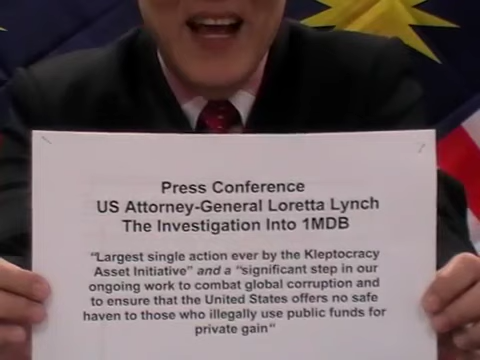 Press Conference
US Attorney-General Loretta Lynch
The Investigation Into 1MDB
"Largest single action ever by the Kleptocracy
Asset Initiative" and a "significant step in our
ongoing work to combat global corruption and
to ensure that the United States offers no safe
haven to those who illegally use public funds for
private gain"